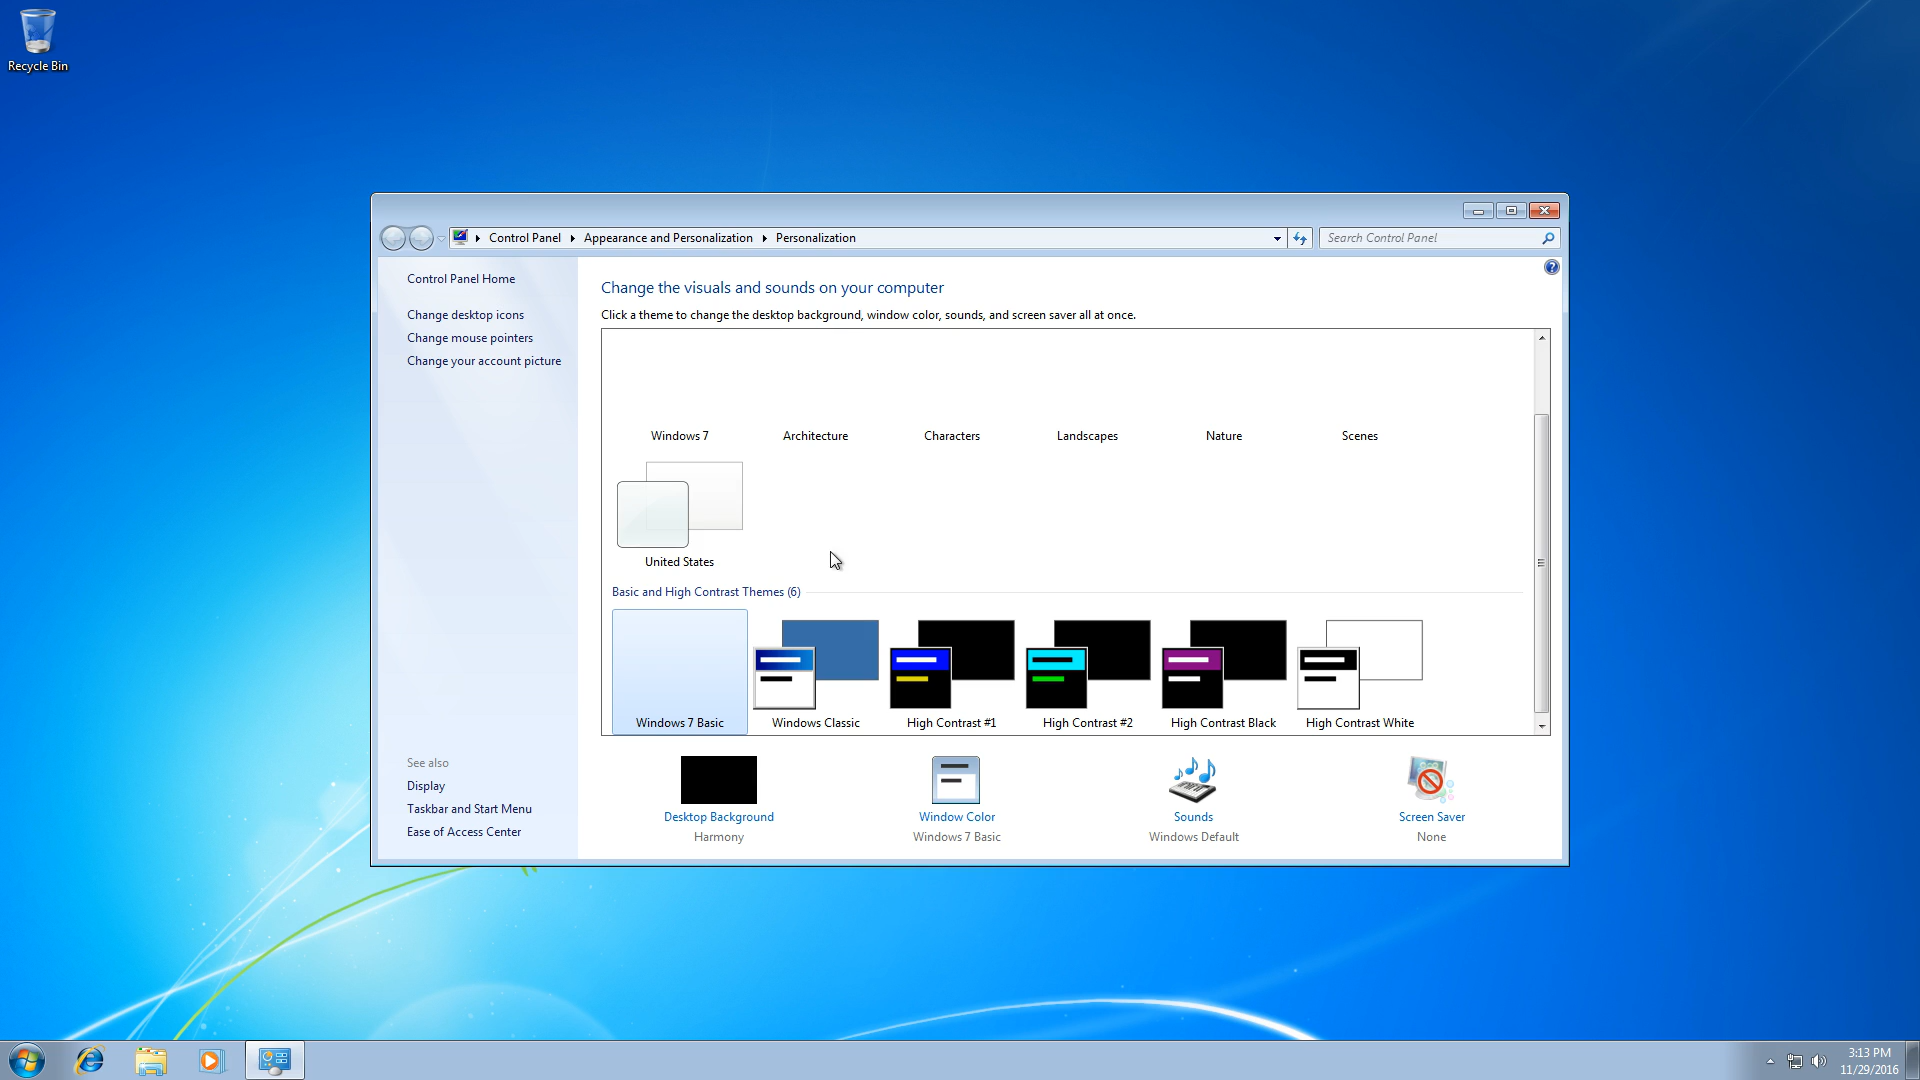 Recycle Bin
Control Panel
Appearance and Personalization
Personalization
Search Control Panel
Control Panel Home
Change desktop icons
Change mouse pointers
Change your account picture
See also
Display
Taskbar and Start Menu
Ease of Access Center
Change the visuals and sounds on your computer
Click a theme to change the desktop background, window color, sounds, and screen saver all at once.
Windows 7
Architecture
Characters
Landscapes
Nature
Scenes
United States
Basic and High Contrast Themes (6)
Windows 7 Basic
Windows Classic
High Contrast #1
High Contrast #2
High Contrast Black
High Contrast White
Desktop Background
Harmony
Window Color
Windows 7 Basic
Sounds
Windows Default
Screen Saver
None
3:13 PM
11/29/2016